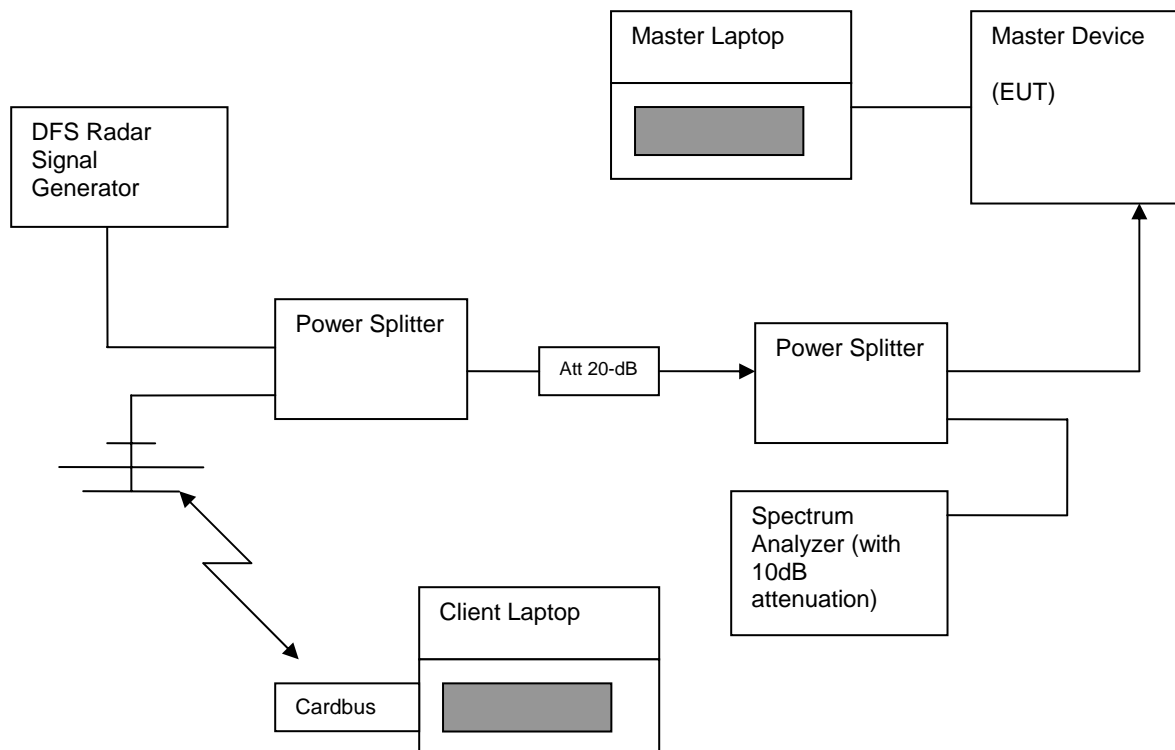 Master Laptop
Master Device
(EUT)
DFS Radar
Signal
Generator
Power Splitter
Att 20-dB
Power Splitter
Spectrum
Analyzer (with
10dB
attenuation)
Client Laptop
Cardbus